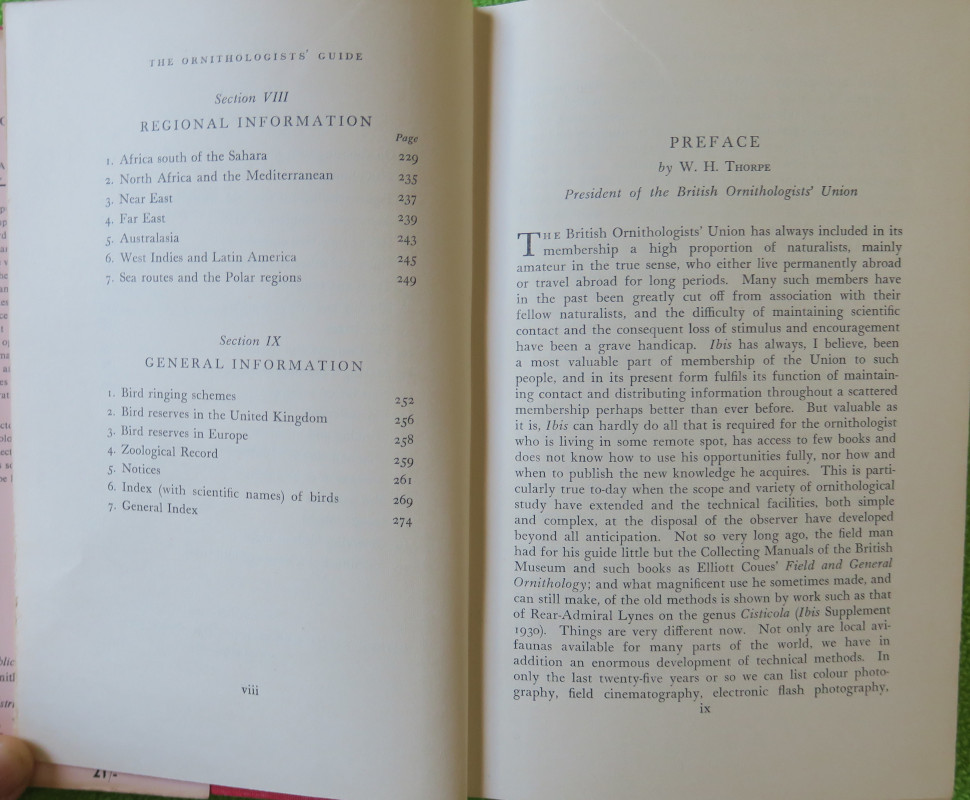 THE ORNITHOLOGISTS' GUIDE
Section VIII
REGIONAL INFORMATION
Page
1. Africa south of the Sahara 229
2. North Africa and the Mediterranean 235
3. Near East 237
4. Far East 239
5. Australasia 243
6. West Indies and Latin America 245
7. Sea routes and the Polar regions 249
Section IX
GENERAL INFORMATION
1. Bird ringing schemes 252
2. Bird reserves in the United Kingdom 256
3. Bird reserves in Europe 258
4. Zoological Record 259
5. Notices 261
6. Index (with scientific names) of birds 269
7. General Index 274
viii
PREFACE
by W. H. THORPE
President of the British Ornithologists' Union
THE British Ornithologists' Union has always included in its
membership a high proportion of naturalists, mainly
amateur in the true sense, who either live permanently abroad
or travel abroad for long periods. Many such members have
in the past been greatly cut off from association with their
fellow naturalists, and the difficulty of maintaining scientific
contact and the consequent loss of stimulus and encouragement
have been a grave handicap. Ibis has always, I believe, been
a most valuable part of membership of the Union to such
people, and in its present form fulfils its function of maintain-
ing contact and distributing information throughout a scattered
membership perhaps better than ever before. But valuable as
it is, Ibis can hardly do all that is required for the ornithologist
who is living in some remote spot, has access to few books and
does not know how to use his opportunities fully, nor how and
when to publish the new knowledge he acquires. This is parti-
cularly true to-day when the scope and variety of ornithological
study have extended and the technical facilities, both simple
and complex, at the disposal of the observer have developed
beyond all anticipation. Not so very long ago, the field man
had for his guide little but the Collecting Manuals of the British
Museum and such books as Elliott Coues' Field and General
Ornithology; and what magnificent use he sometimes made, and
can still make, of the old methods is shown by work such as that
of Rear-Admiral Lynes on the genus Cisticola (Ibis Supplement
1930). Things are very different now. Not only are local avi-
faunas available for many parts of the world, we have in
addition an enormous development of technical methods. In
only the last twenty-five years or so we can list colour photo-
graphy, field cinematography, electronic flash photography,
ix